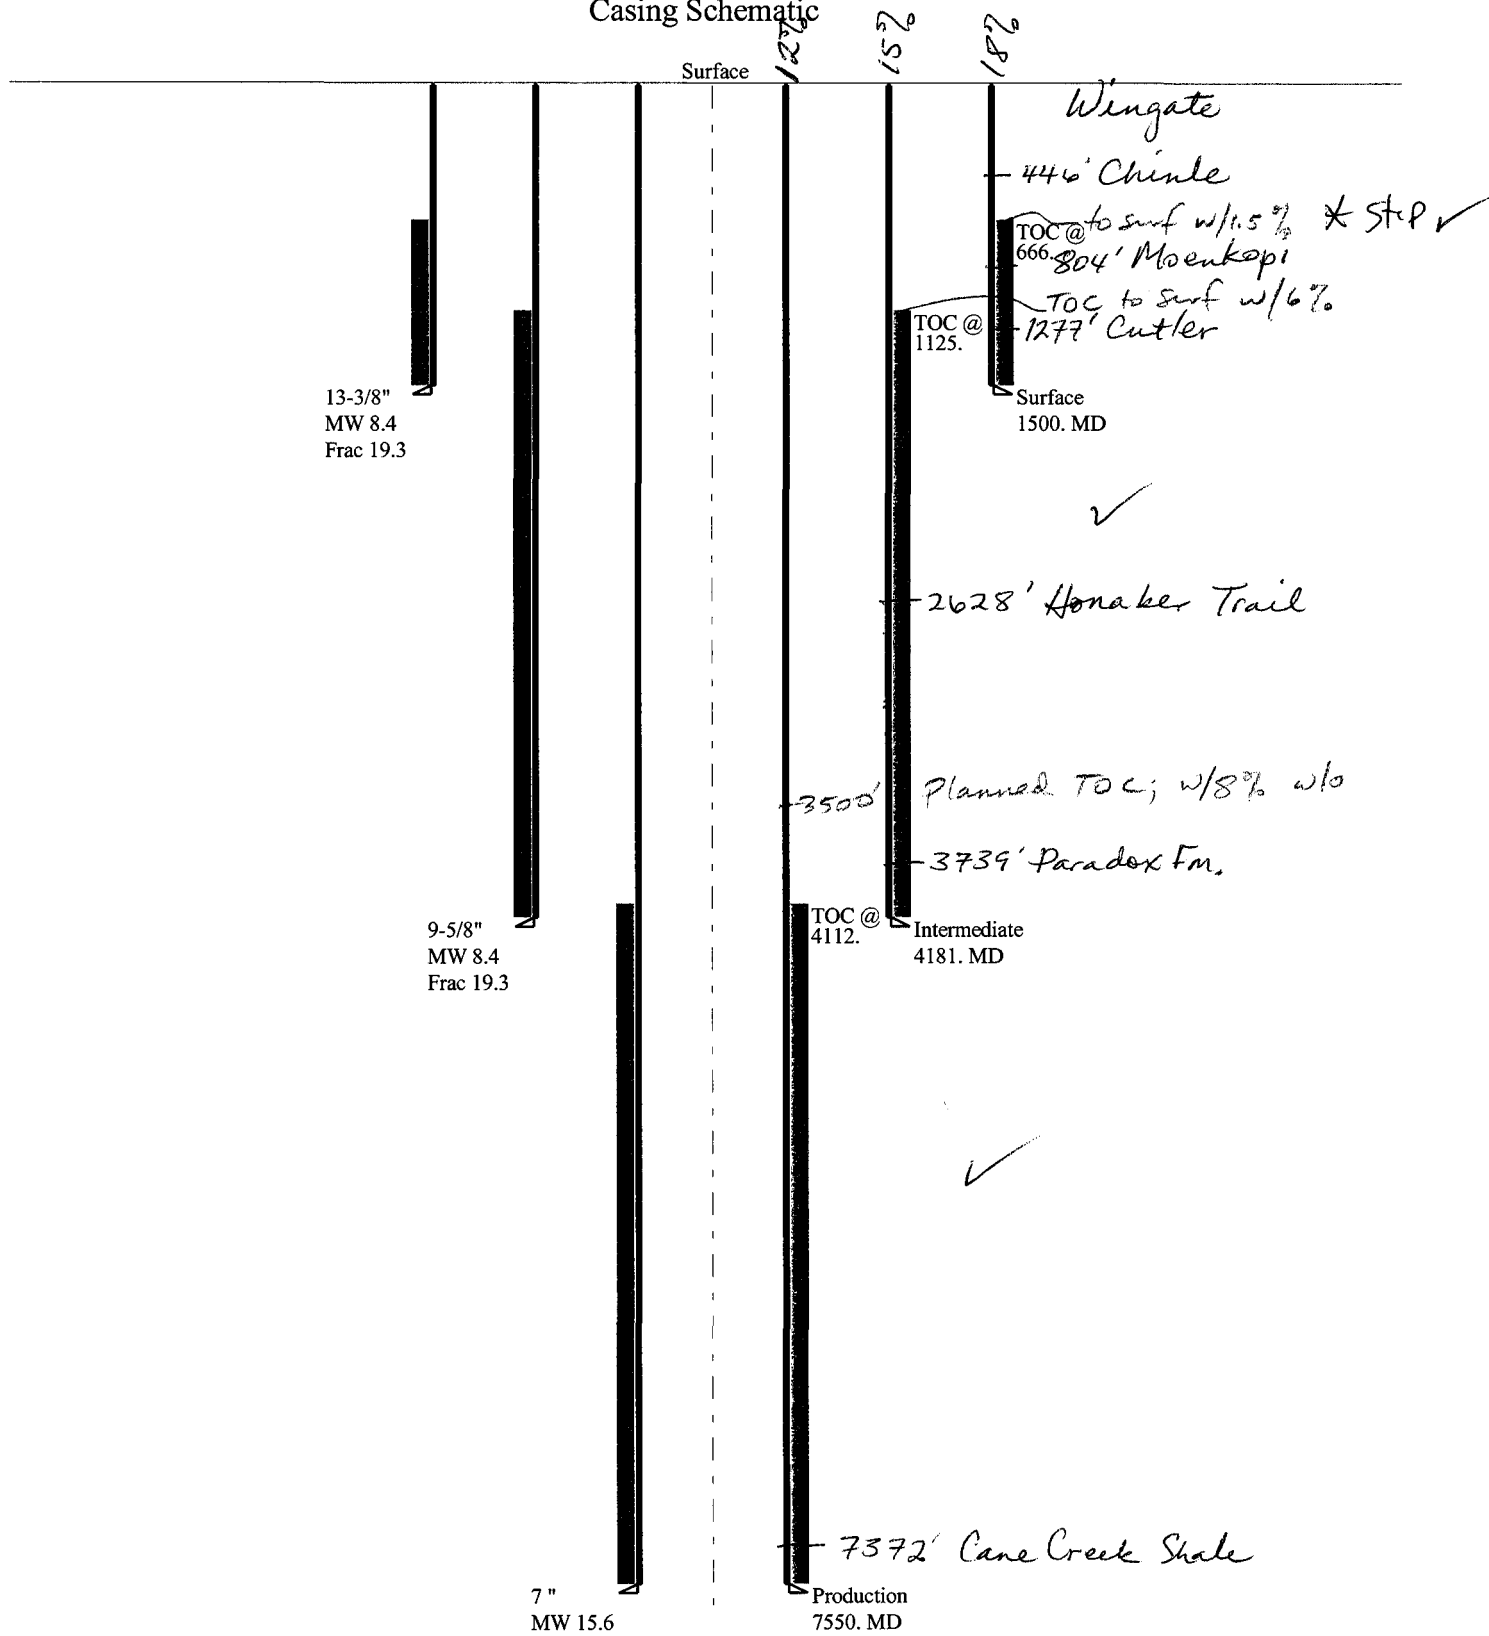 Casing Schematic
12%
15%
18%
Surface
Wingate
446' Chinle
to surf w/1.5% * Stop ✓
TOC @
666.
804' Moenkopi
TOC to surf w/6%
TOC @
1125.
1277' Cutler
13-3/8"
MW 8.4
Frac 19.3
Surface
1500. MD
✓
2628' Honaker Trail
3500' Planned TOC; w/8% w/o
3739' Paradox Fm.
TOC @
4112.
9-5/8"
MW 8.4
Frac 19.3
Intermediate
4181. MD
✓
7372' Cane Creek Shale
7 "
MW 15.6
Production
7550. MD